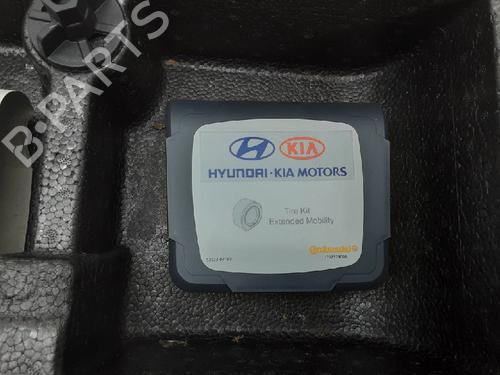 KIA
HYUNDAI·KIA MOTORS
Tire Kit
Extended Mobility
Continental
B-PARTS